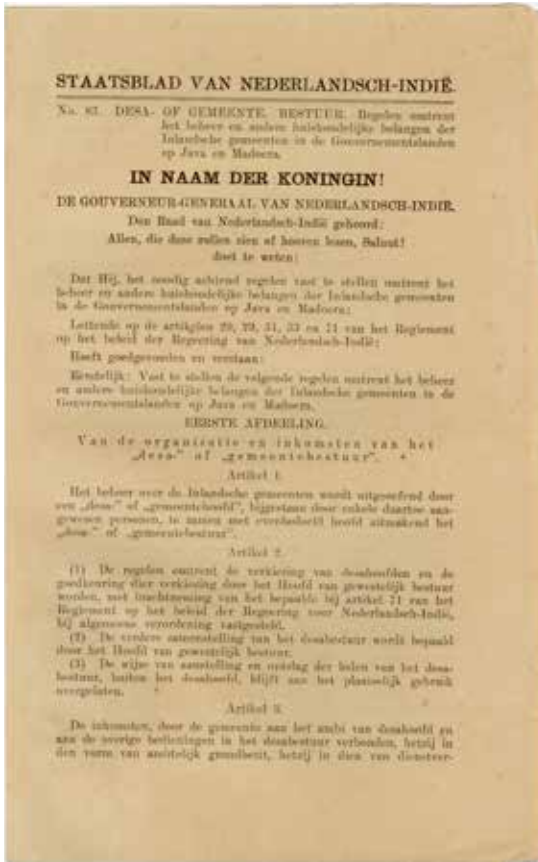 STAATSBLAD VAN NEDERLANDSCH-INDIË.
No. 83. DESA- OF GEMEENTE. BESTUUR. Regelen omtrent
het beheer en andere huishoudelijke belangen der
Inlandsche gemeenten in de Gouvernementslanden
op Java en Madoera.
IN NAAM DER KONINGIN!
DE GOUVERNEUR-GENERAAL VAN NEDERLANDSCH-INDIË,
Den Raad van Nederlandsch-Indië gehoord:
Allen, die deze zullen zien of hooren lezen, Saluut!
doet te weten:
Dat Hij, het noodig achtend regelen vast te stellen omtrent het
beheer en andere huishoudelijke belangen der Inlandsche gemeenten
in de Gouvernementslanden op Java en Madoera;
Lettende op de artikelen 20, 29, 31, 33 en 71 van het Reglement
op het beleid der Regeering van Nederlandsch-Indië;
Heeft goedgevonden en verstaan:
Eerstelijk: Vast te stellen de volgende regelen omtrent het beheer
en andere huishoudelijke belangen der Inlandsche gemeenten in de
Gouvernementslanden op Java en Madoera.
EERSTE AFDEELING.
Van de organisatie en inkomsten van het
„desa-" of „gemeentebestuur".
Artikel 1.
Het beheer over de Inlandsche gemeenten wordt uitgeoefend door
een „desa-" of „gemeentehoofd", bijgestaan door enkele daartoe aan-
gewezen personen, te zamen met evenbedoeld hoofd uitmakend het
„desa-" of „gemeentebestuur".
Artikel 2.
(1) De regelen omtrent de verkiezing van desahoofden en de
goedkeuring dier verkiezing door het Hoofd van gewestelijk bestuur
worden, met inachtneming van het bepaalde bij artikel 71 van het
Reglement op het beleid der Regeering voor Nederlandsch-Indië,
bij algemeene verordening vastgesteld.
(2) De verdere samenstelling van het desabestuur wordt bepaald
door het Hoofd van gewestelijk bestuur.
(3) De wijze van aanstelling en ontslag der leden van het desa-
bestuur, buiten het desahoofd, blijft aan het plaatselijk gebruik
overgelaten.
Artikel 3.
De inkomsten, door de gemeente aan het ambt van desahoofd en
aan de overige bedieningen in het desabestuur verbonden, hetzij in
den vorm van ambtelijk grondbezit, hetzij in dien van dienstver-